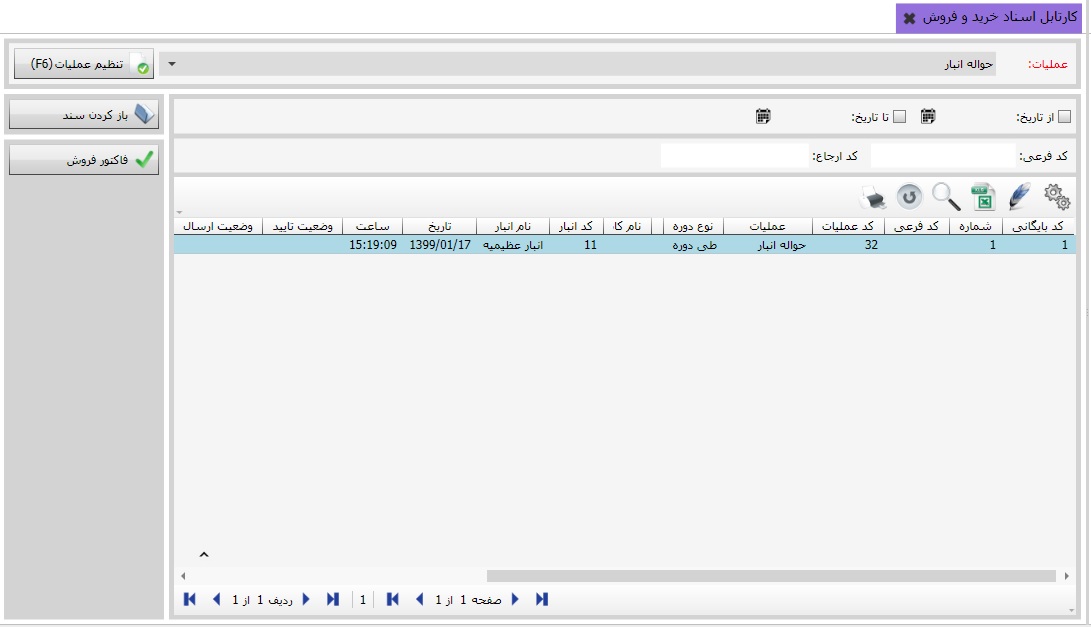 کارتابل اسناد خرید و فروش
عملیات: حواله انبار تنظیم عملیات (F6)
از تاریخ: تا تاریخ: باز کردن سند
کد فرعی: کد ارجاع: فاکتور فروش
کد بایگانی شماره کد فرعی کد عملیات عملیات نوع دوره نام کا کد انبار نام انبار تاریخ ساعت وضعیت تایید وضعیت ارسال
1 1 32 حواله انبار طی دوره 11 انبار عظیمیه 1399/01/17 15:19:09
صفحه 1 از 1 1 ردیف 1 از 1